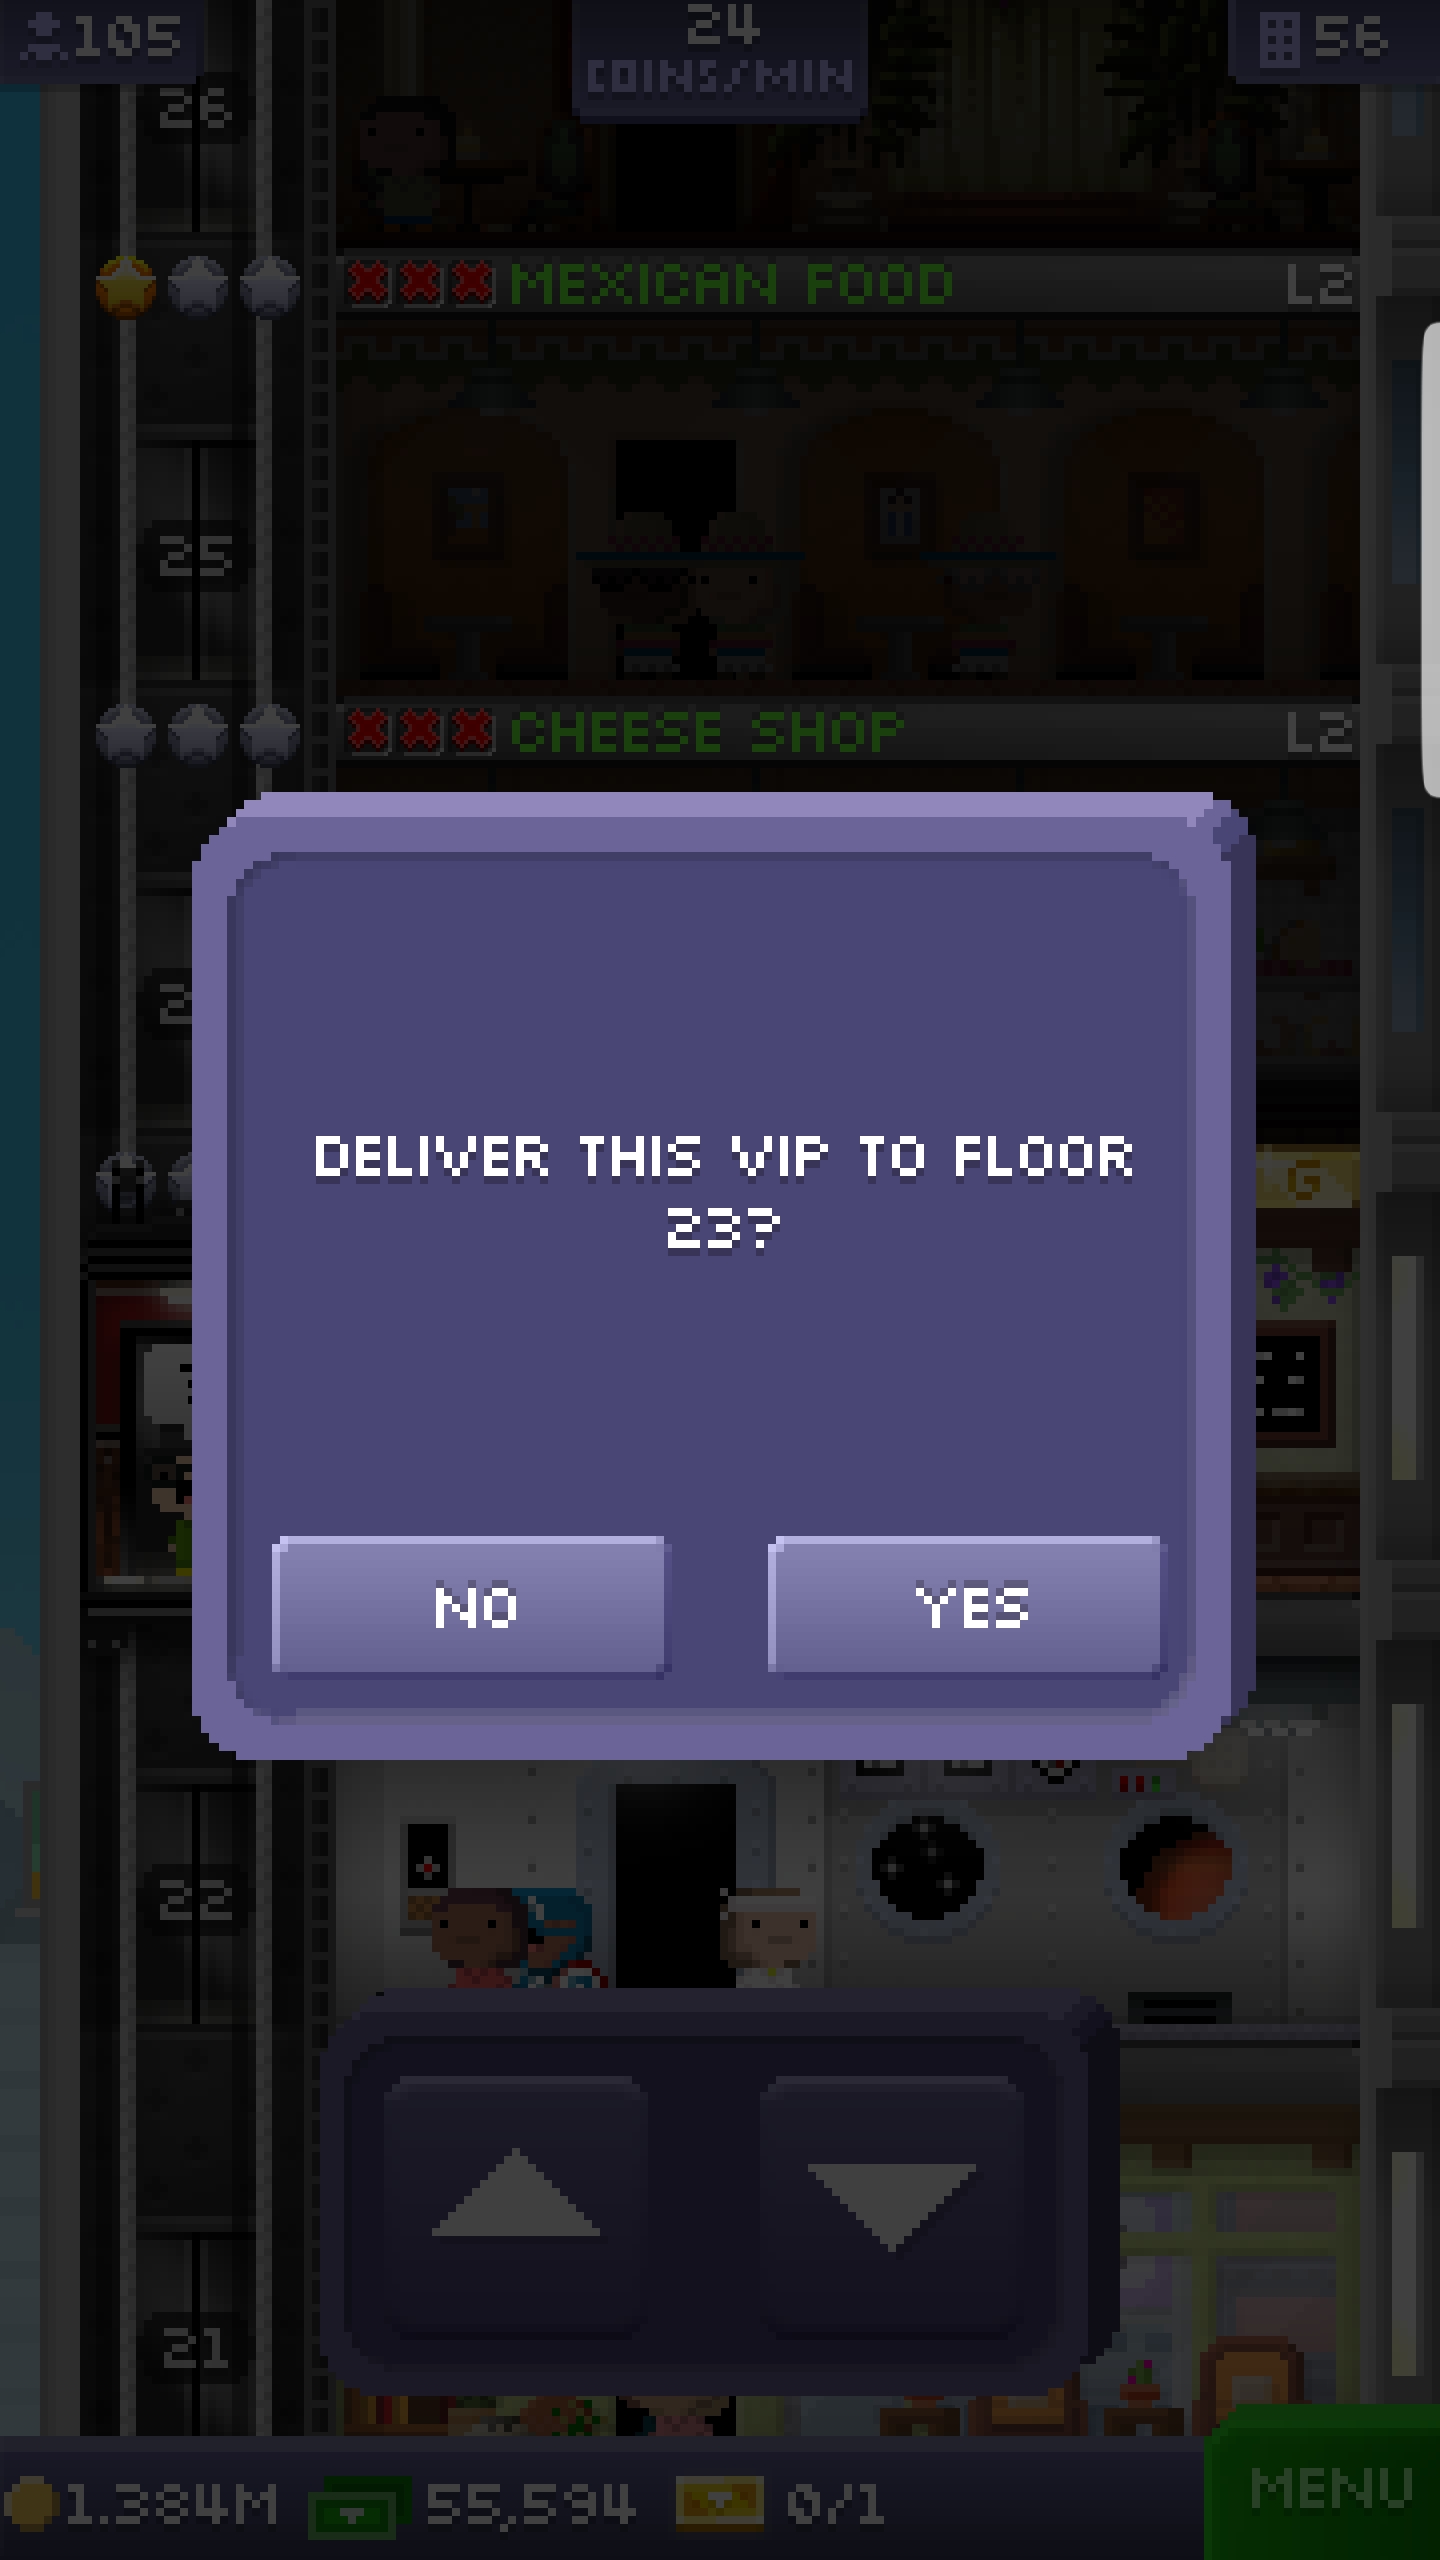 105
24
COINS/MIN
56
26
MEXICAN FOOD L2
25
CHEESE SHOP L2
DELIVER THIS VIP TO FLOOR
23?
NO YES
22
21
1.384M 55,594 0/1
MENU